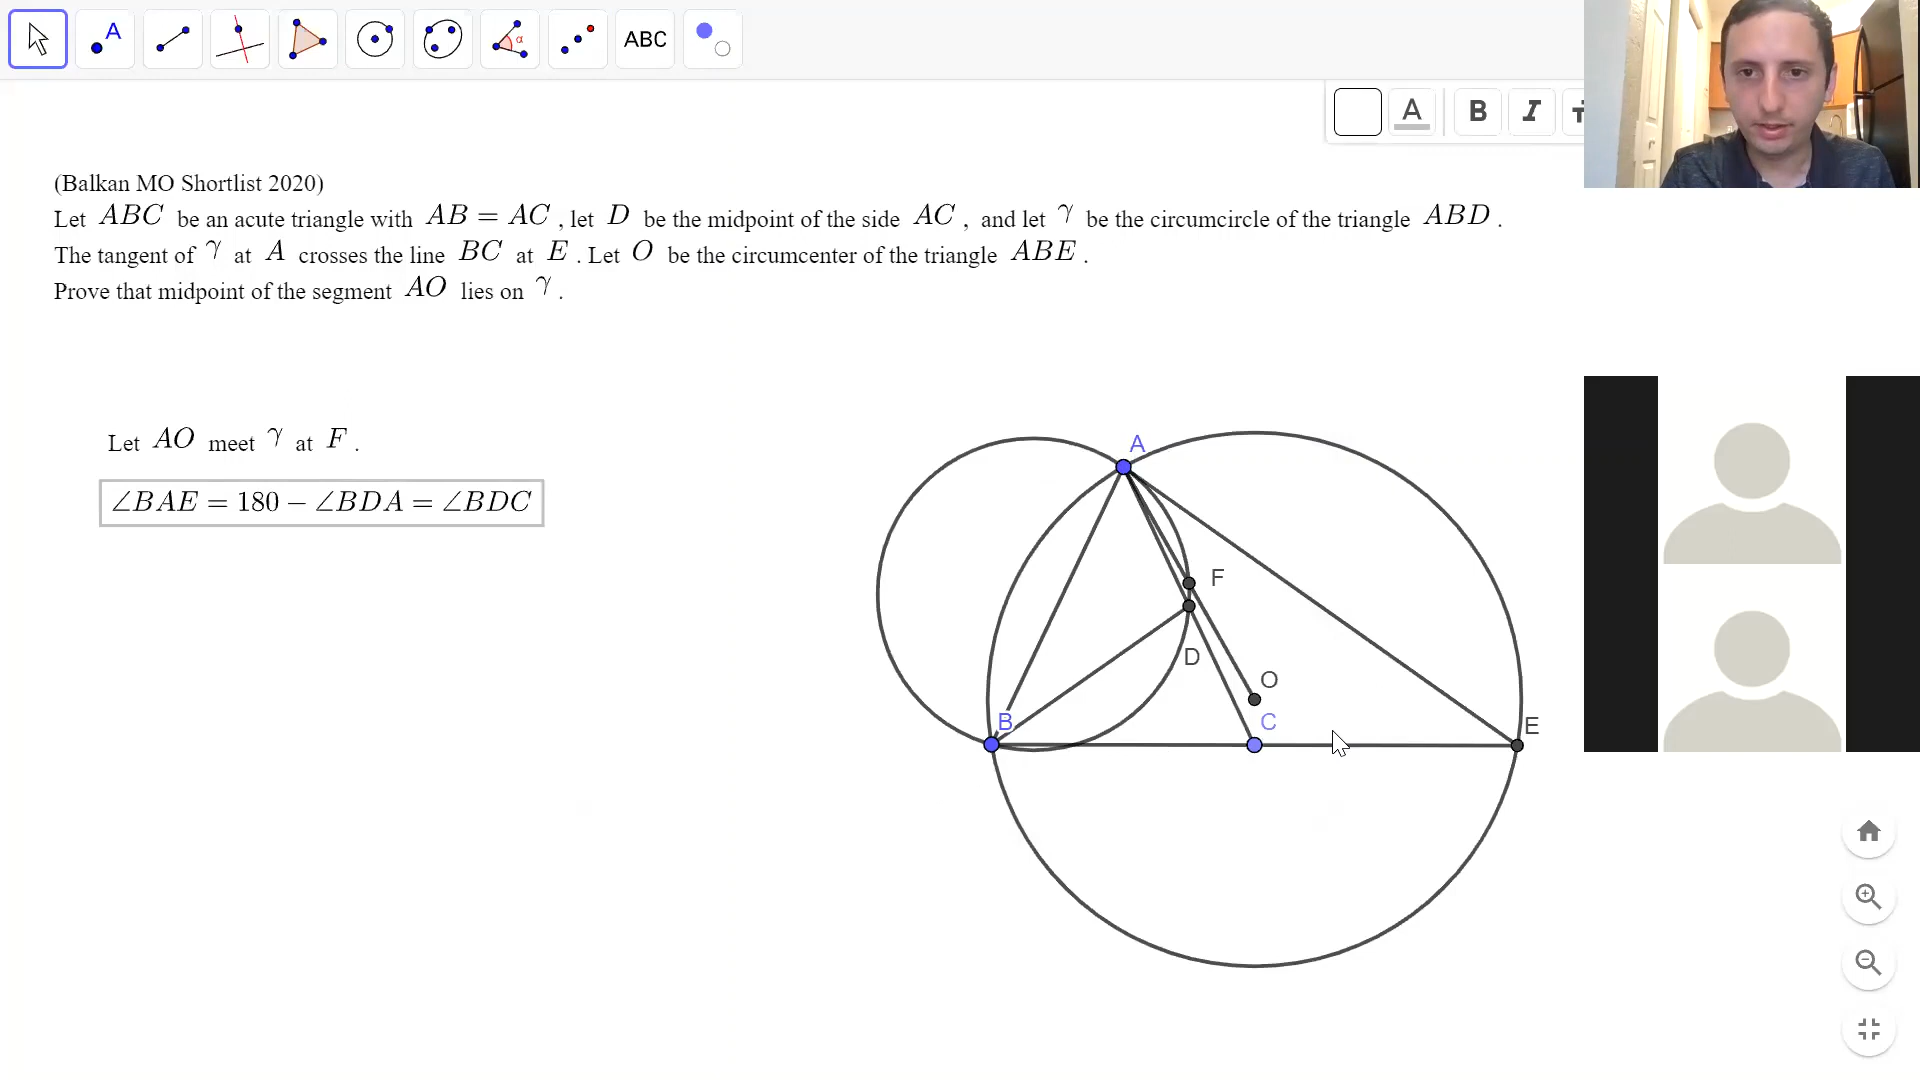 A
α
ABC
A B I
(Balkan MO Shortlist 2020)
Let ABC be an acute triangle with AB = AC , let D be the midpoint of the side AC , and let γ be the circumcircle of the triangle ABD .
The tangent of γ at A crosses the line BC at E . Let O be the circumcenter of the triangle ABE .
Prove that midpoint of the segment AO lies on γ .
Let AO meet γ at F .
∠BAE = 180 − ∠BDA = ∠BDC
A
F
D
O
B
C
E